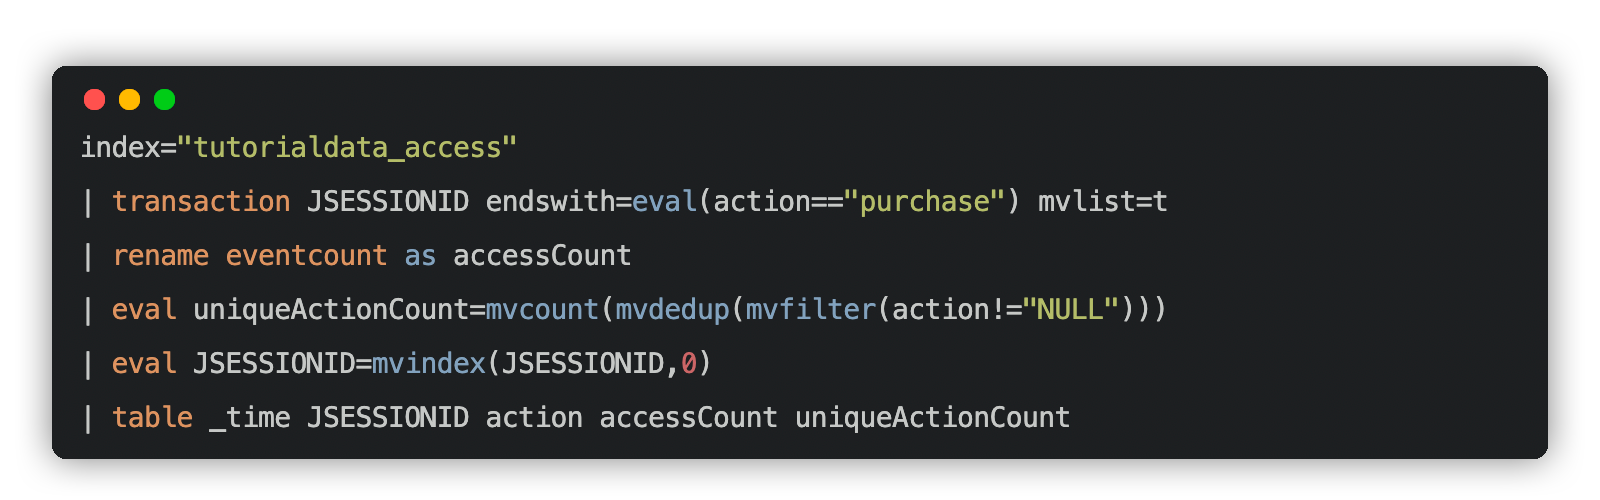 index="tutorialdata_access"
| transaction JSESSIONID endswith=eval(action=="purchase") mvlist=t
| rename eventcount as accessCount
| eval uniqueActionCount=mvcount(mvdedup(mvfilter(action!="NULL")))
| eval JSESSIONID=mvindex(JSESSIONID,0)
| table _time JSESSIONID action accessCount uniqueActionCount